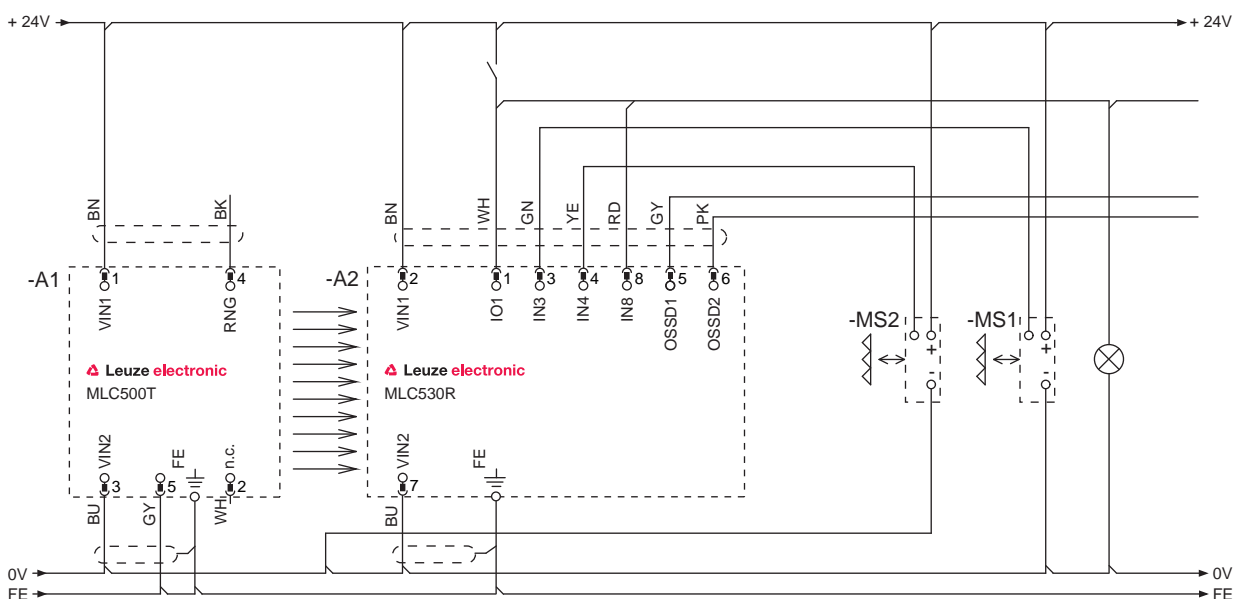 + 24V
+ 24V
BN
BK
BN
WH
GN
YE
RD
GY
PK
-A1
1
4
-A2
2
1
3
4
8
5
6
VIN1
RNG
VIN1
IO1
IN3
IN4
IN8
OSSD1
OSSD2
-MS2
-MS1
+
+
-
-
Leuze electronic
MLC500T
Leuze electronic
MLC530R
VIN2
FE
n.c.
VIN2
FE
3
5
2
7
BU
GY
WH
BU
0V
0V
FE
FE